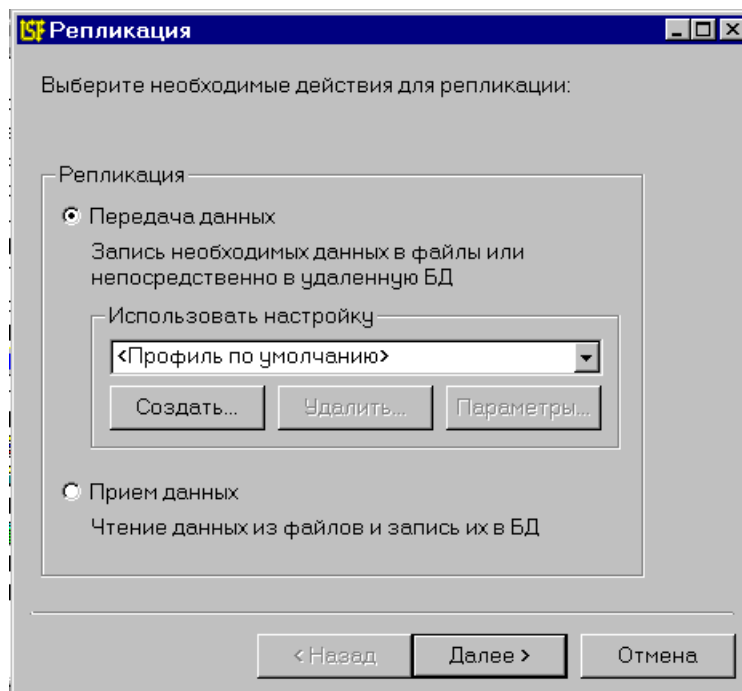 Репликация
Выберите необходимые действия для репликации:
Репликация
Передача данных
Запись необходимых данных в файлы или
непосредственно в удаленную БД
Использовать настройку
<Профиль по умолчанию>
Создать... Удалить... Параметры...
Прием данных
Чтение данных из файлов и запись их в БД
< Назад Далее > Отмена